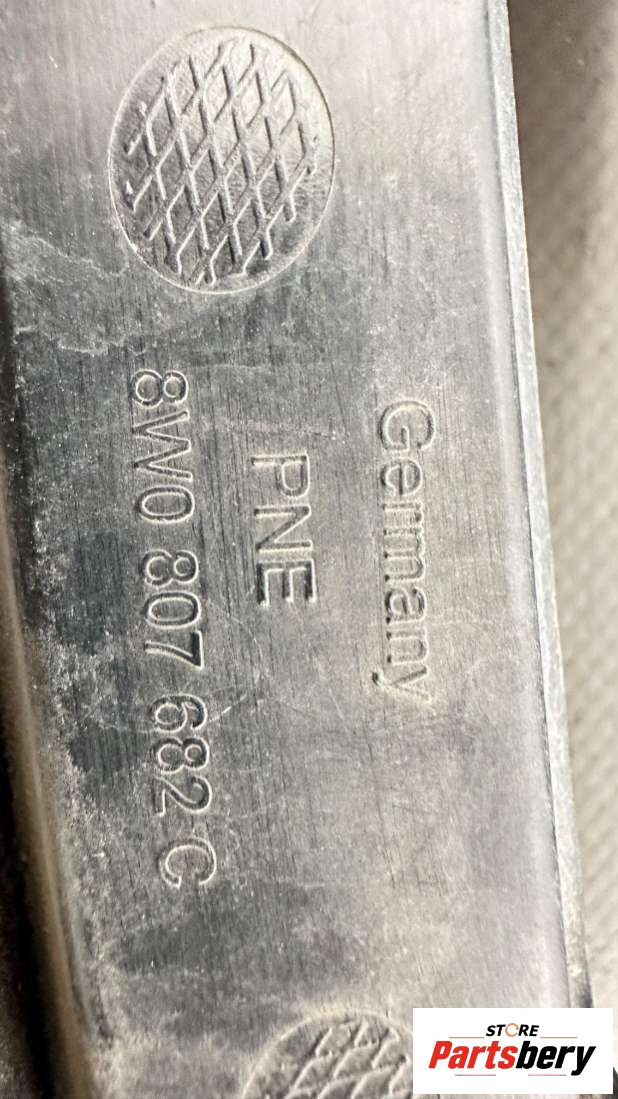 Germany
PNE
8W0 807 682 C
STORE
Partsbery